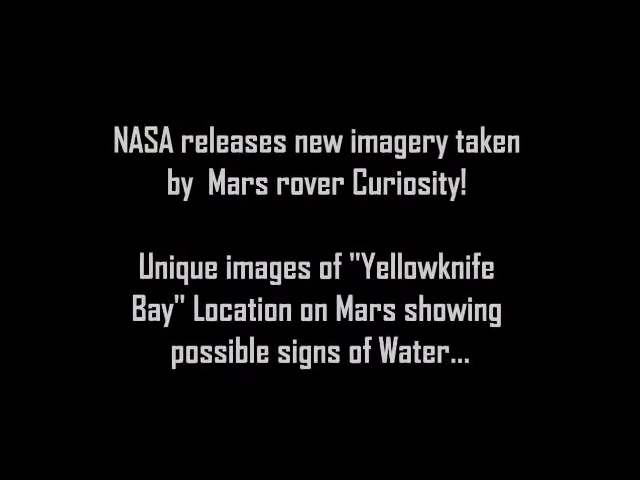 NASA releases new imagery taken
by Mars rover Curiosity!
Unique images of "Yellowknife
Bay" Location on Mars showing
possible signs of Water...